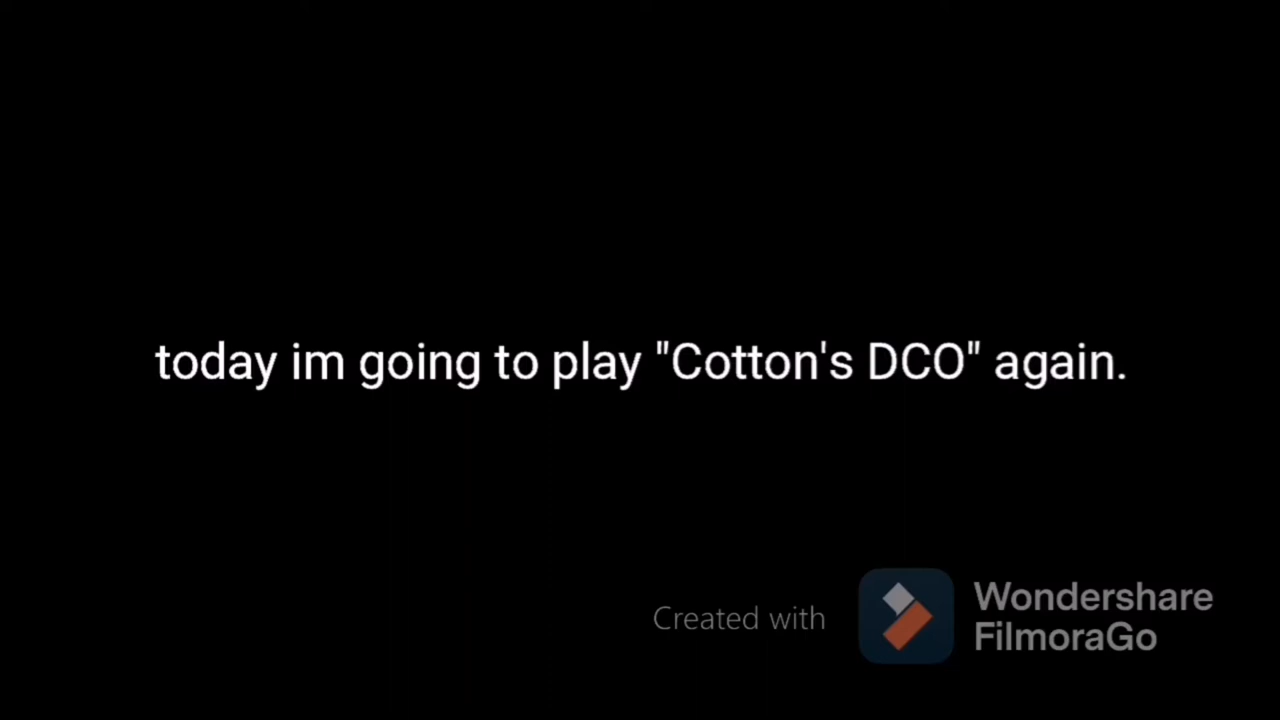 today im going to play "Cotton's DCO" again.
Created with
Wondershare
FilmoraGo